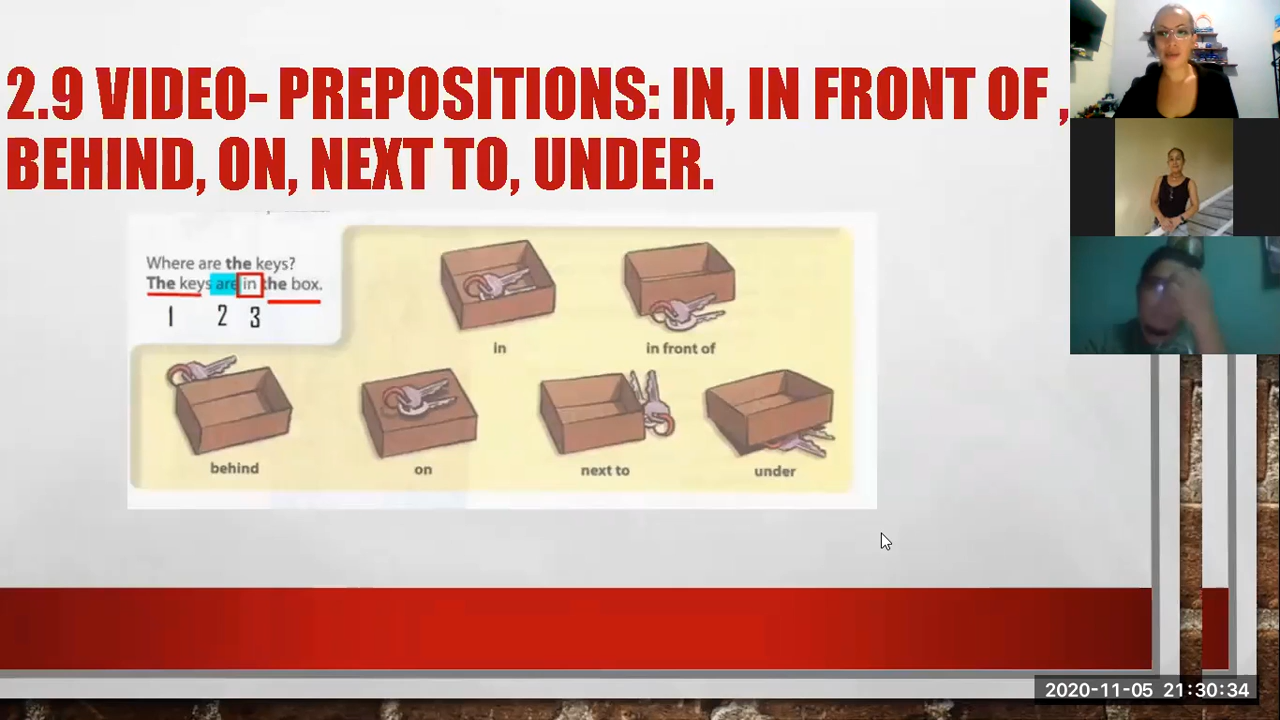 2.9 VIDEO- PREPOSITIONS: IN, IN FRONT OF ,
BEHIND, ON, NEXT TO, UNDER.
Where are the keys?
The keys are in the box.
1 2 3
in
in front of
behind
on
next to
under
2020-11-05 21:30:34